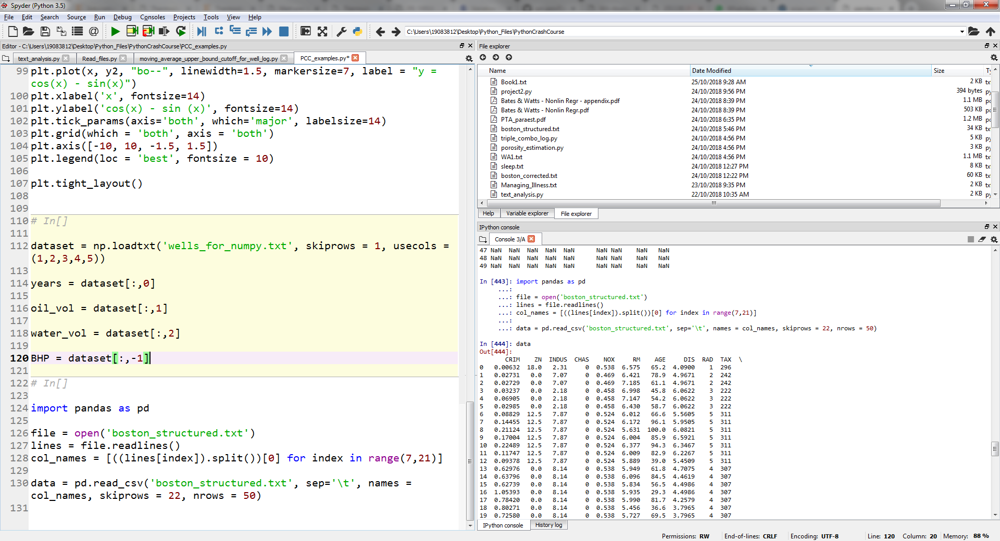 Spyder (Python 3.5)
File Edit Search Source Run Debug Consoles Projects Tools View Help
C:\Users\19083812\Desktop\Python_Files\PythonCrashCourse
Editor - C:\Users\19083812\Desktop\Python_Files\PythonCrashCourse\PCC_examples.py
text_analysis.py Read_files.py moving_average_upper_bound_cutoff_for_well_log.py PCC_examples.py*
99 plt.plot(x, y2, "bo--", linewidth=1.5, markersize=7, label = "y =
cos(x) - sin(x)")
100 plt.xlabel('x', fontsize=14)
101 plt.ylabel('cos(x) - sin (x)', fontsize=14)
102 plt.tick_params(axis='both', which='major', labelsize=14)
103 plt.grid(which = 'both', axis = 'both')
104 plt.axis([-10, 10, -1.5, 1.5])
105 plt.legend(loc = 'best', fontsize = 10)
106
107 plt.tight_layout()
108
109
110 # In[]
111
112 dataset = np.loadtxt('wells_for_numpy.txt', skiprows = 1, usecols =
(1,2,3,4,5))
113
114 years = dataset[:,0]
115
116 oil_vol = dataset[:,1]
117
118 water_vol = dataset[:,2]
119
120 BHP = dataset[:,-1]
121
122 # In[]
123
124 import pandas as pd
125
126 file = open('boston_structured.txt')
127 lines = file.readlines()
128 col_names = [((lines[index]).split())[0] for index in range(7,21)]
129
130 data = pd.read_csv('boston_structured.txt', sep='\t', names =
col_names, skiprows = 22, nrows = 50)
131
File explorer
Name Date Modified Size Ty
Book1.txt 25/10/2018 9:28 AM 2 KB tx
project2.py 24/10/2018 9:56 PM 394 bytes py
Bates & Watts - Nonlin Regr - appendix.pdf 24/10/2018 8:39 PM 1.1 MB pd
Bates & Watts - Nonlin Regr.pdf 24/10/2018 8:39 PM 503 KB pd
PTA_paraest.pdf 24/10/2018 6:35 PM 1.2 MB pd
boston_structured.txt 24/10/2018 5:46 PM 34 KB tx
triple_combo_log.py 24/10/2018 4:56 PM 5 KB py
porosity_estimation.py 24/10/2018 4:56 PM 3 KB py
WA1.txt 24/10/2018 4:56 PM 1.1 MB tx
sleep.txt 24/10/2018 12:27 PM 8 KB tx
boston_corrected.txt 24/10/2018 12:22 PM 60 KB tx
Managing_Illness.txt 23/10/2018 9:35 PM 2 KB tx
text_analysis.py 22/10/2018 10:35 AM 2 KB py
Help Variable explorer File explorer
IPython console
Console 3/A
47 NaN NaN NaN NaN NaN NaN NaN NaN NaN
48 NaN NaN NaN NaN NaN NaN NaN NaN NaN
49 NaN NaN NaN NaN NaN NaN NaN NaN NaN
In [443]: import pandas as pd
...:
...: file = open('boston_structured.txt')
...: lines = file.readlines()
...: col_names = [((lines[index]).split())[0] for index in range(7,21)]
...:
...: data = pd.read_csv('boston_structured.txt', sep='\t', names = col_names, skiprows = 22, nrows = 50)
In [444]: data
Out[444]:
CRIM ZN INDUS CHAS NOX RM AGE DIS RAD TAX \
0 0.00632 18.0 2.31 0 0.538 6.575 65.2 4.0900 1 296
1 0.02731 0.0 7.07 0 0.469 6.421 78.9 4.9671 2 242
2 0.02729 0.0 7.07 0 0.469 7.185 61.1 4.9671 2 242
3 0.03237 0.0 2.18 0 0.458 6.998 45.8 6.0622 3 222
4 0.06905 0.0 2.18 0 0.458 7.147 54.2 6.0622 3 222
5 0.02985 0.0 2.18 0 0.458 6.430 58.7 6.0622 3 222
6 0.08829 12.5 7.87 0 0.524 6.012 66.6 5.5605 5 311
7 0.14455 12.5 7.87 0 0.524 6.172 96.1 5.9505 5 311
8 0.21124 12.5 7.87 0 0.524 5.631 100.0 6.0821 5 311
9 0.17004 12.5 7.87 0 0.524 6.004 85.9 6.5921 5 311
10 0.22489 12.5 7.87 0 0.524 6.377 94.3 6.3467 5 311
11 0.11747 12.5 7.87 0 0.524 6.009 82.9 6.2267 5 311
12 0.09378 12.5 7.87 0 0.524 5.889 39.0 5.4509 5 311
13 0.62976 0.0 8.14 0 0.538 5.949 61.8 4.7075 4 307
14 0.63796 0.0 8.14 0 0.538 6.096 84.5 4.4619 4 307
15 0.62739 0.0 8.14 0 0.538 5.834 56.5 4.4986 4 307
16 1.05393 0.0 8.14 0 0.538 5.935 29.3 4.4986 4 307
17 0.78420 0.0 8.14 0 0.538 5.990 81.7 4.2579 4 307
18 0.80271 0.0 8.14 0 0.538 5.456 36.6 3.7965 4 307
19 0.72580 0.0 8.14 0 0.538 5.727 69.5 3.7965 4 307
IPython console History log
Permissions: RW End-of-lines: CRLF Encoding: UTF-8 Line: 120 Column: 20 Memory: 88 %